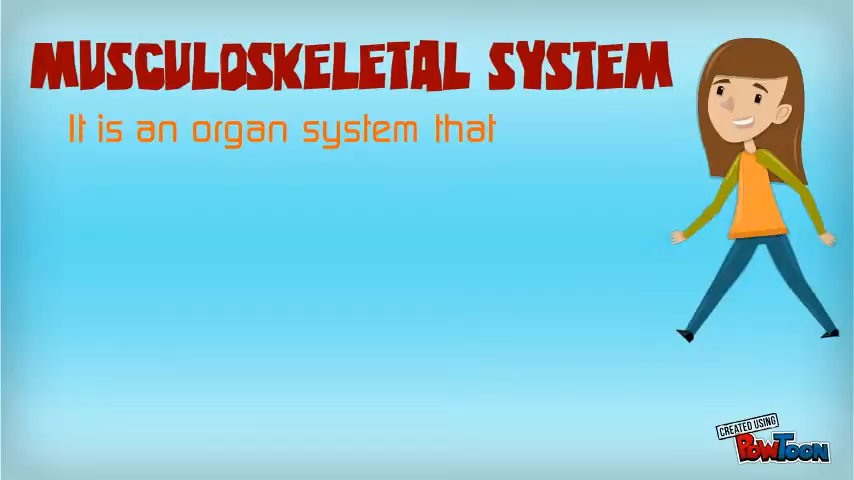 MUSCULOSKELETAL SYSTEM
It is an organ system that
CREATED USING
POWTOON